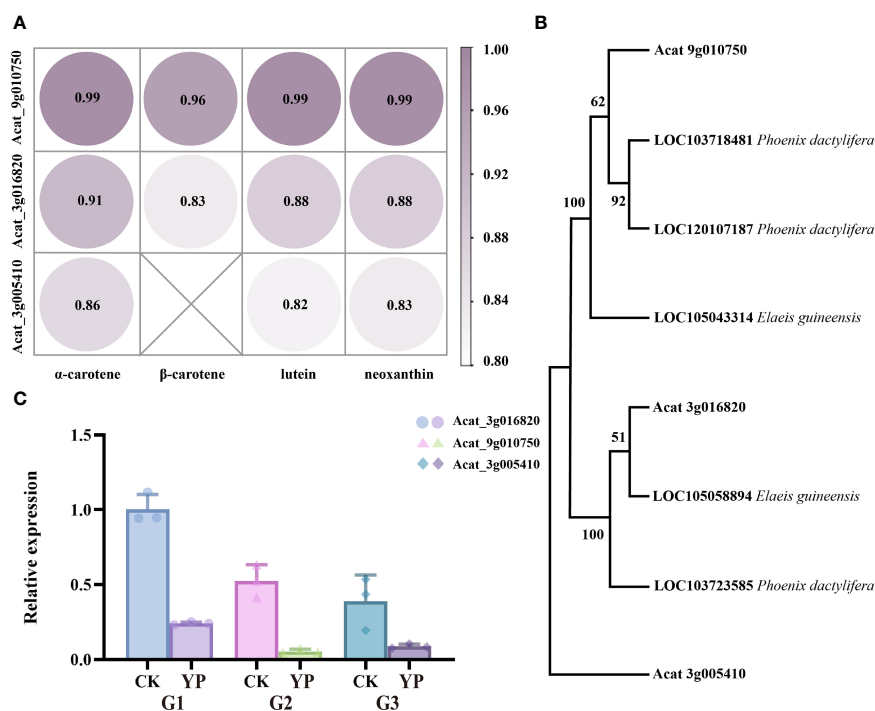 A
Acat_9g010750
Acat_3g016820
Acat_3g005410
0.99 0.96 0.99 0.99
0.91 0.83 0.88 0.88
0.86 0.82 0.83
α-carotene β-carotene lutein neoxanthin
1.00
0.96
0.92
0.88
0.84
0.80
B
Acat 9g010750
62
LOC103718481 Phoenix dactylifera
92
LOC120107187 Phoenix dactylifera
100
LOC105043314 Elaeis guineensis
Acat 3g016820
51
LOC105058894 Elaeis guineensis
100
LOC103723585 Phoenix dactylifera
Acat 3g005410
C
Acat_3g016820
Acat_9g010750
Acat_3g005410
Relative expression
1.5
1.0
0.5
0.0
CK YP CK YP CK YP
G1 G2 G3